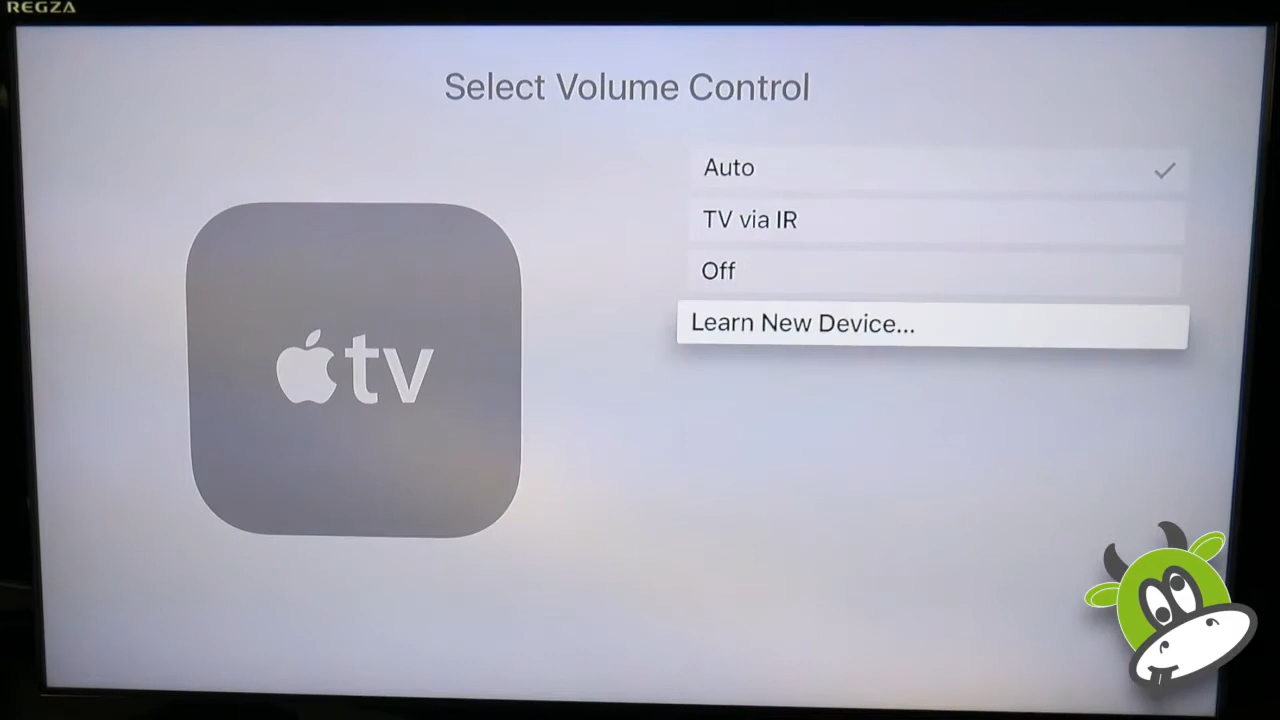 REGZA
Select Volume Control
Auto
TV via IR
Off
Learn New Device...
tv